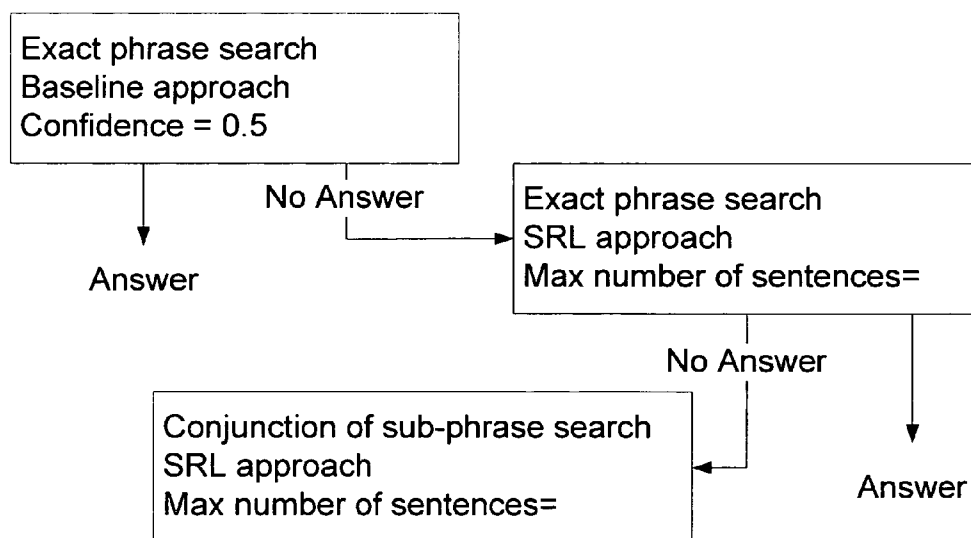 Exact phrase search
Baseline approach
Confidence = 0.5
No Answer
Answer
Exact phrase search
SRL approach
Max number of sentences=
No Answer
Answer
Conjunction of sub-phrase search
SRL approach
Max number of sentences=